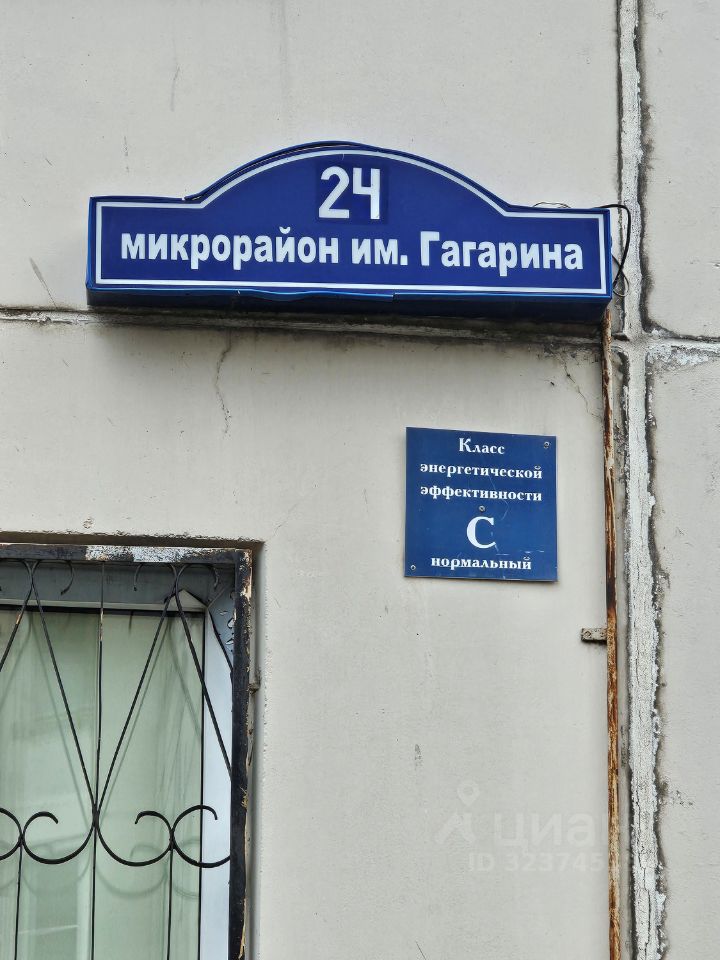 24
микрорайон им. Гагарина
Класс
энергетической
эффективности
С
нормальный
циан